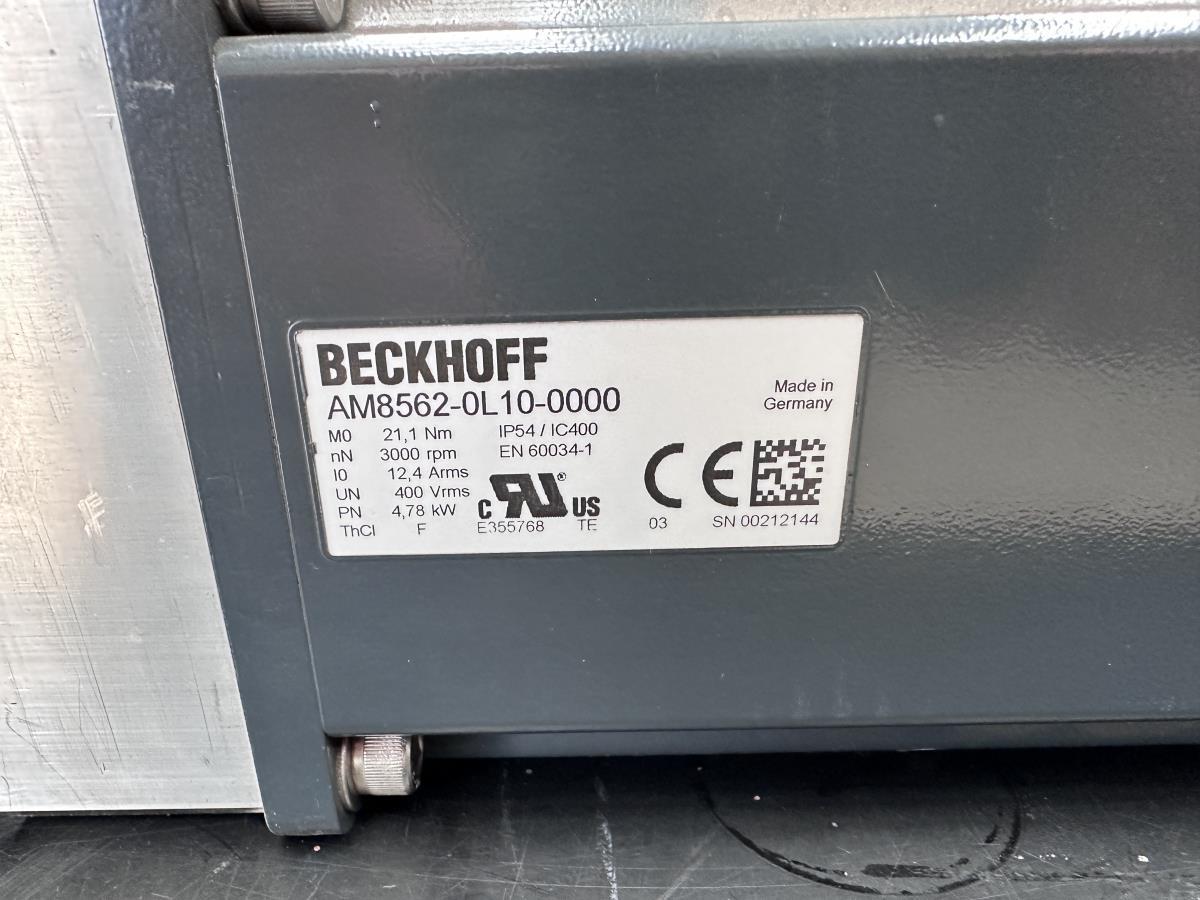 BECKHOFF
AM8562-0L10-0000
Made in
Germany
M0 21,1 Nm IP54 / IC400
nN 3000 rpm EN 60034-1
I0 12,4 Arms
UN 400 Vrms
PN 4,78 kW
C RU ® US
CE
ThCl F E355768 TE 03 SN 00212144